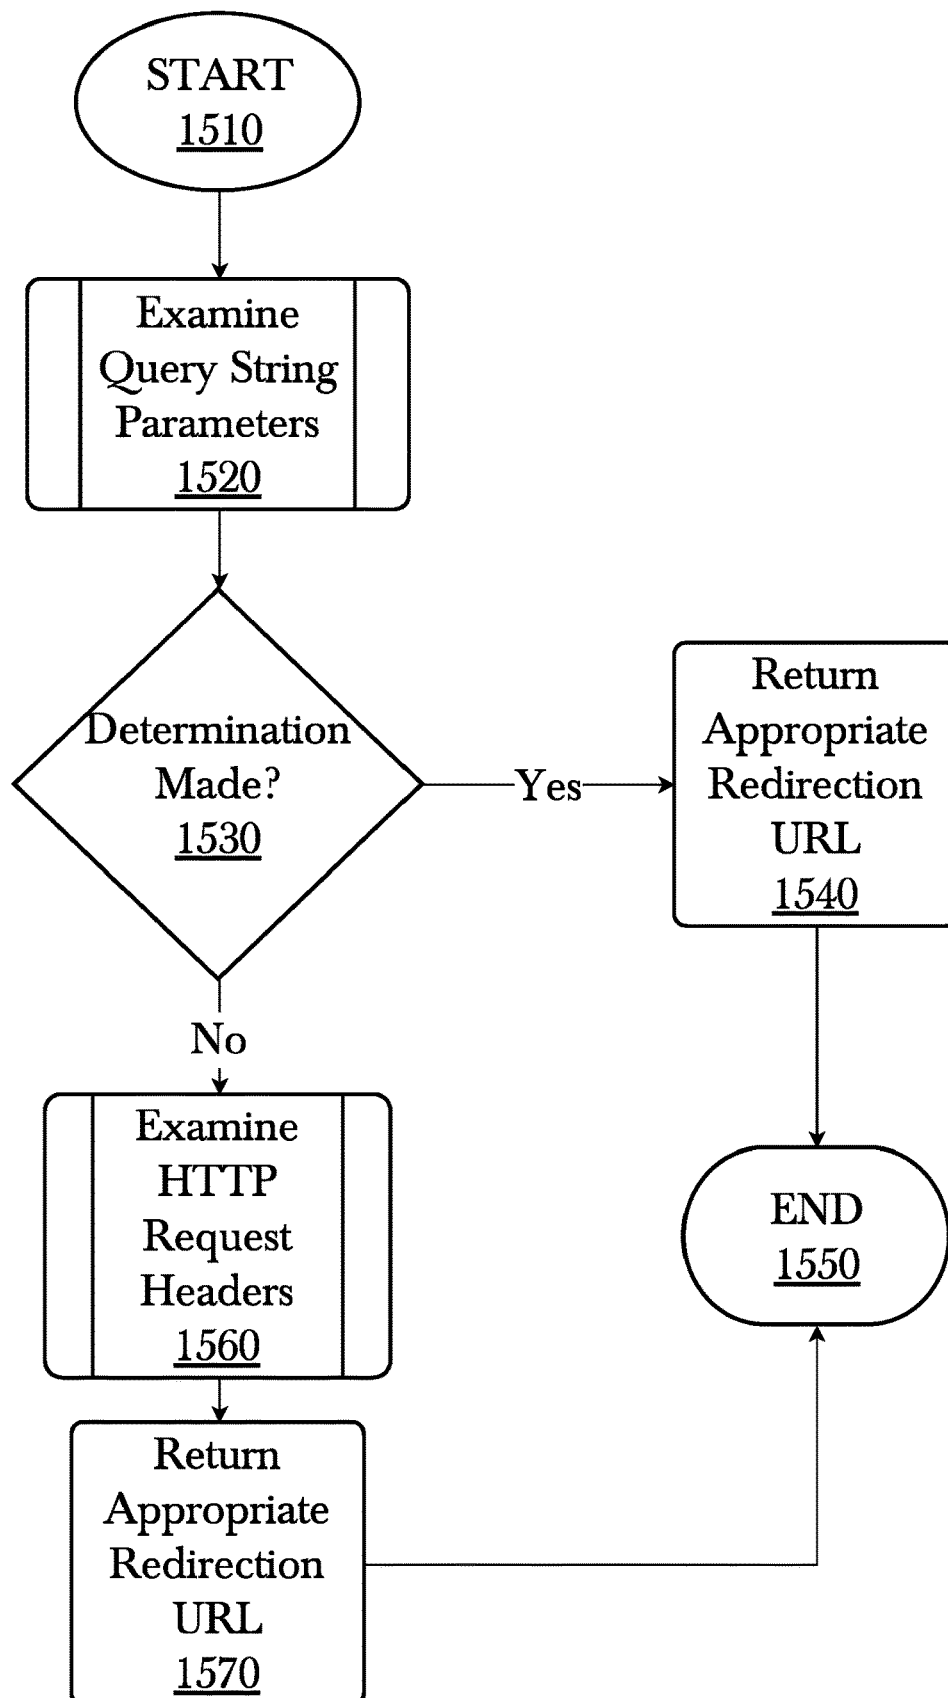 START
1510
Examine
Query String
Parameters
1520
Determination
Made?
1530
Yes
Return
Appropriate
Redirection
URL
1540
No
Examine
HTTP
Request
Headers
1560
END
1550
Return
Appropriate
Redirection
URL
1570